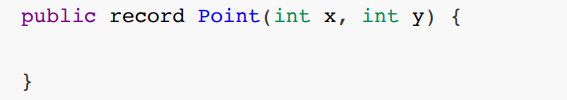 public record Point(int x, int y) {
}